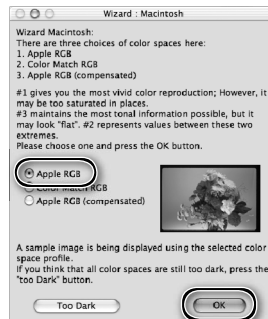 Wizard : Macintosh
Wizard Macintosh:
There are three choices of color spaces here:
1. Apple RGB
2. Color Match RGB
3. Apple RGB (compensated)
#1 gives you the most vivid color reproduction; However, it
may be too saturated in places.
#3 maintains the most tonal information possible, but it
may look "flat". #2 represents values between these two
extremes.
Please choose one and press the OK button.
Apple RGB
Color Match RGB
Apple RGB (compensated)
A sample image is being displayed using the selected color
space profile.
If you think that all color spaces are still too dark, press the
"too Dark" button.
Too Dark
OK